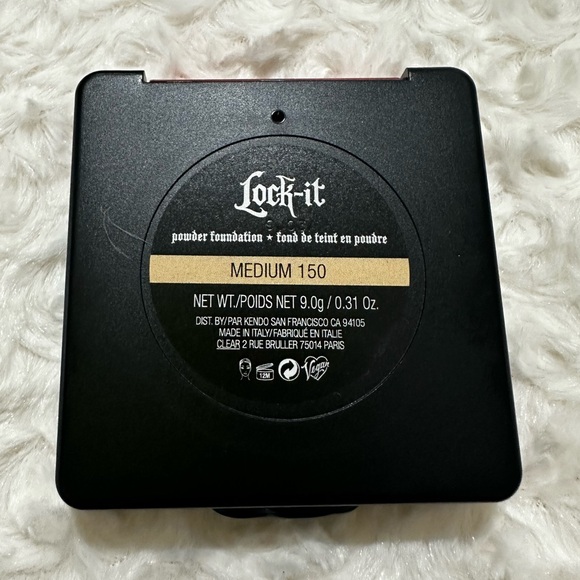 Lock-it
powder foundation ★ fond de teint en poudre
MEDIUM 150
NET WT./POIDS NET 9.0g / 0.31 Oz.
DIST. BY/PAR KENDO SAN FRANCISCO CA 94105
MADE IN ITALY/FABRIQUÉ EN ITALIE
CLEAR 2 RUE BRULLER 75014 PARIS
12M
Vegan